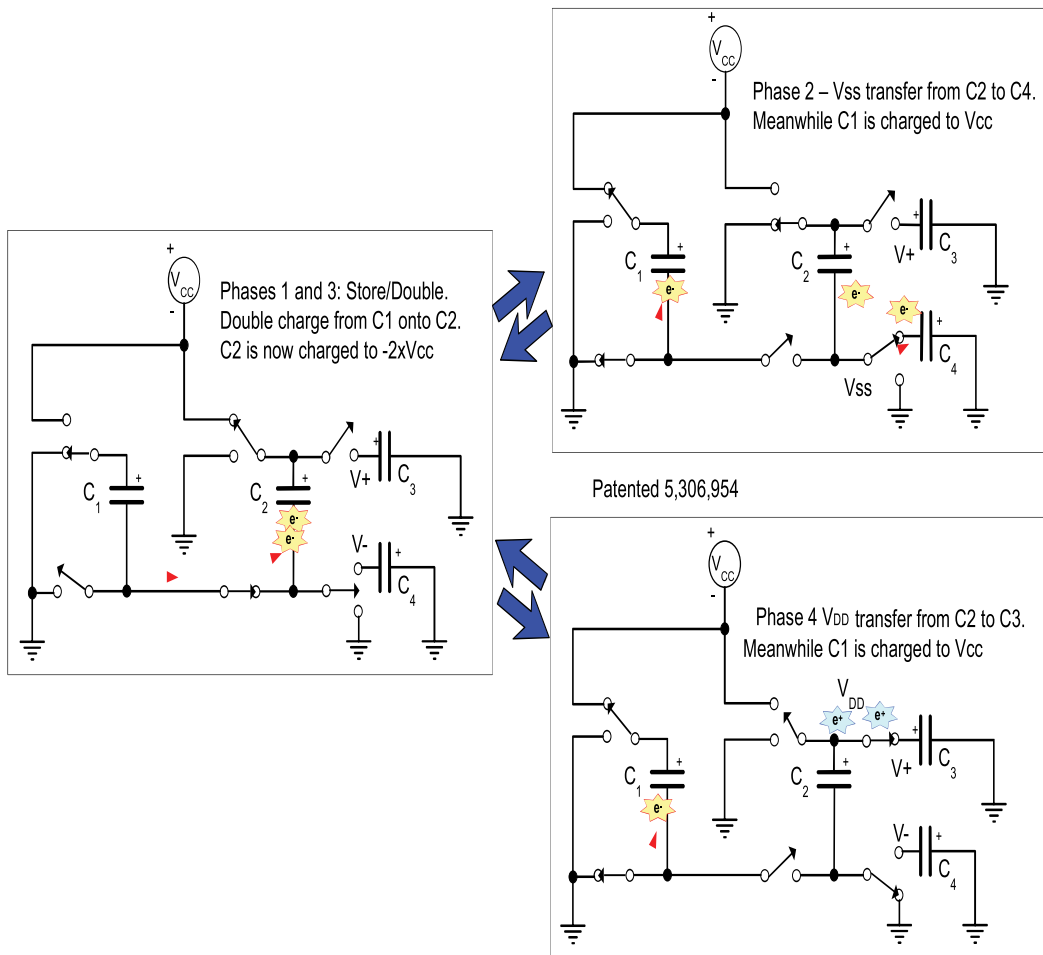 +
VCC
-
Phases 1 and 3: Store/Double.
Double charge from C1 onto C2.
C2 is now charged to -2xVcc
C1
+
C2
+
e-
e-
V+
+
C3
V-
+
C4
+
VCC
-
Phase 2 – Vss transfer from C2 to C4.
Meanwhile C1 is charged to Vcc
C1
+
e-
C2
+
e-
V+
+
C3
e-
+
C4
Vss
Patented 5,306,954
+
VCC
-
Phase 4 VDD transfer from C2 to C3.
Meanwhile C1 is charged to Vcc
VDD
e+
e+
C1
+
e-
C2
+
V+
+
C3
V-
+
C4